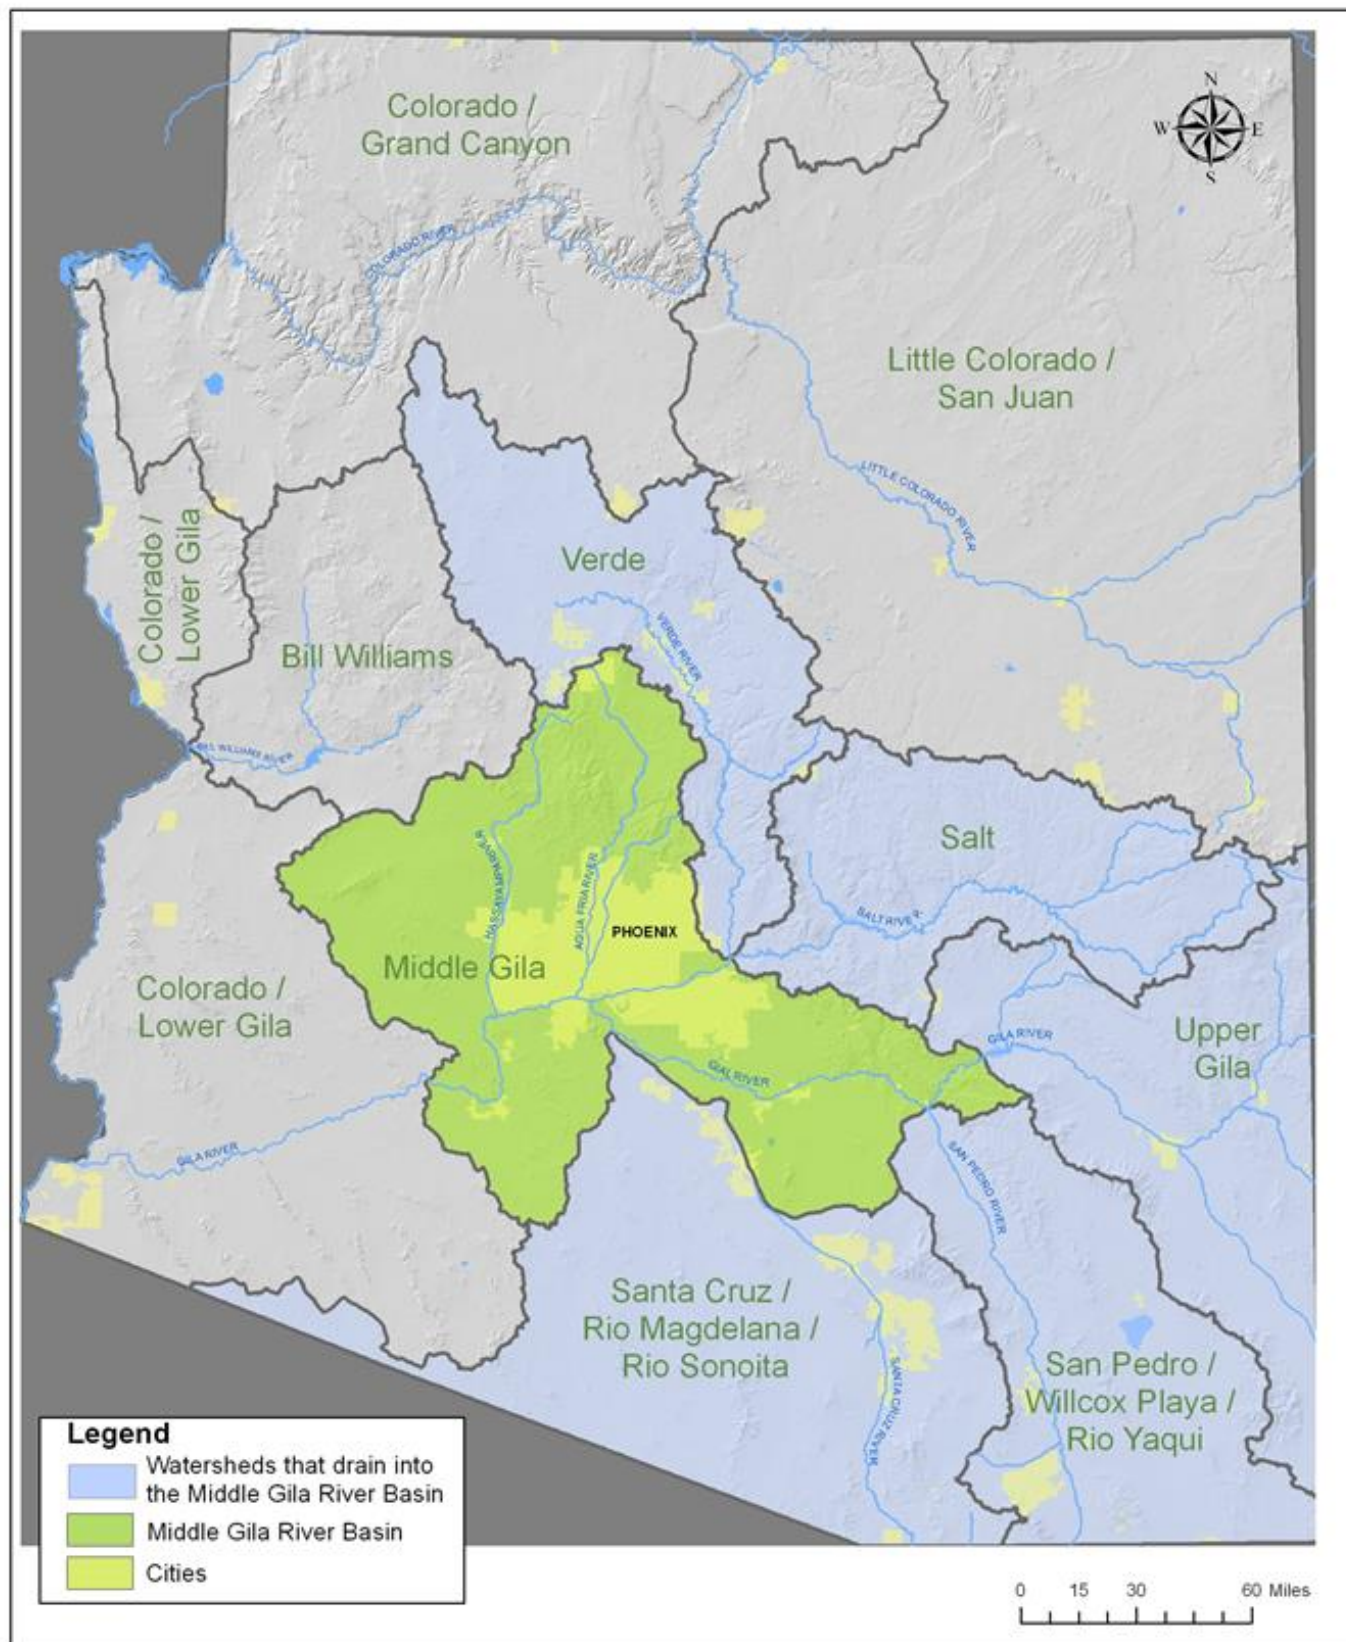 Colorado /
Grand Canyon
N
W
E
S
COLORADO RIVER
Little Colorado /
San Juan
LITTLE COLORADO RIVER
Colorado /
Lower Gila
Verde
VERDE RIVER
Bill Williams
BILL WILLIAMS RIVER
Salt
SALT RIVER
HASSAYAMPA RIVER
AGUA FRIA RIVER
PHOENIX
Middle Gila
Colorado /
Lower Gila
Upper
Gila
GILA RIVER
GIAL RIVER
GILA RIVER
SAN PEDRO RIVER
Santa Cruz /
Rio Magdelana /
Rio Sonoita
SANTA CRUZ RIVER
San Pedro /
Willcox Playa /
Rio Yaqui
Legend
Watersheds that drain into
the Middle Gila River Basin
Middle Gila River Basin
Cities
0 15 30 60 Miles